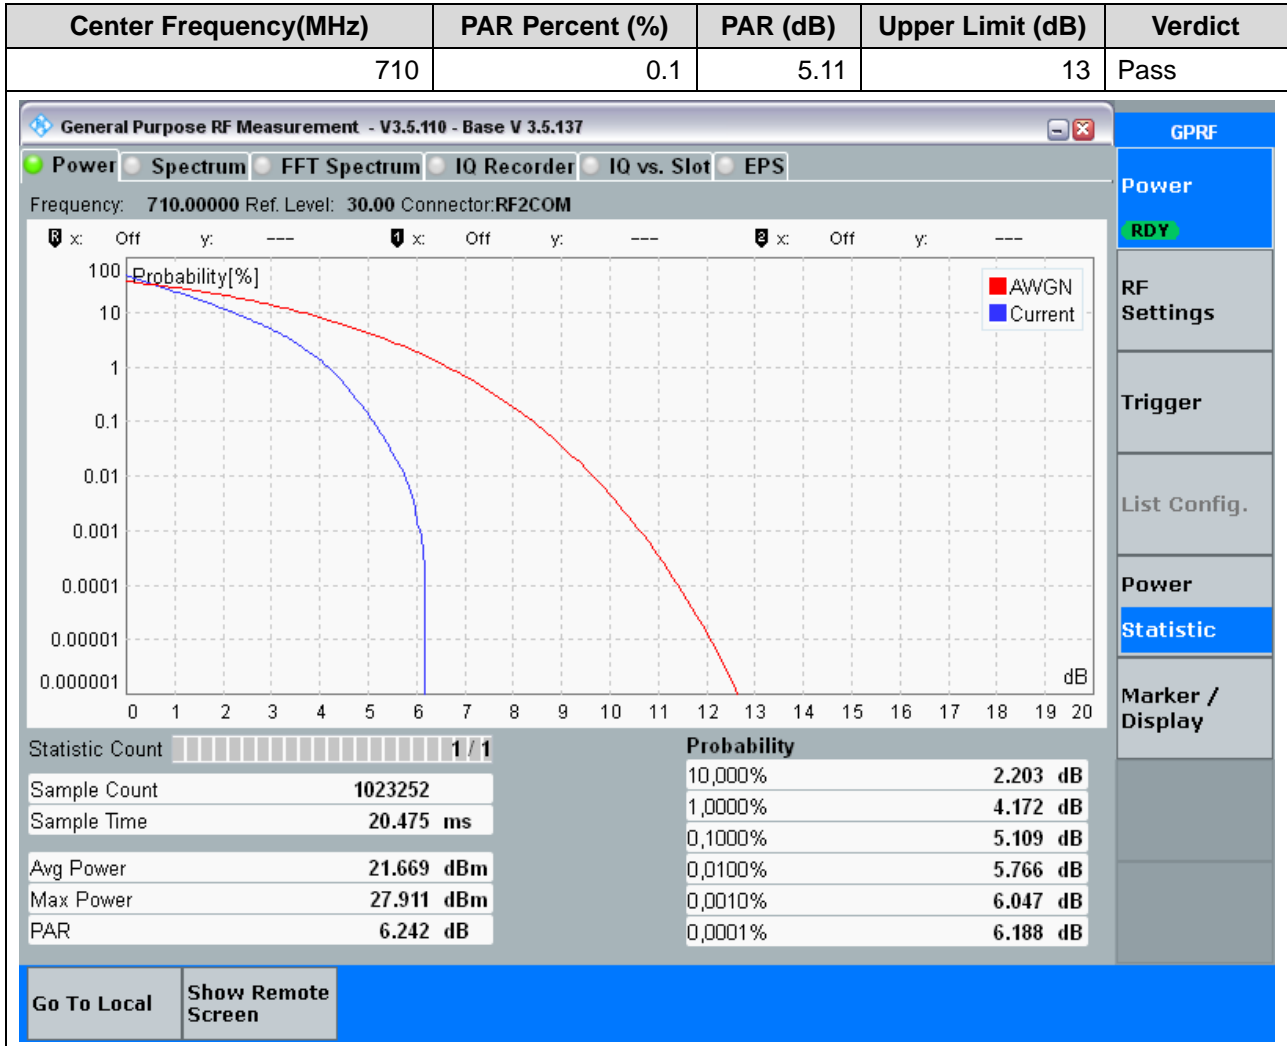 Center Frequency(MHz) PAR Percent (%) PAR (dB) Upper Limit (dB) Verdict
710 0.1 5.11 13 Pass
General Purpose RF Measurement - V3.5.110 - Base V 3.5.137
Power Spectrum FFT Spectrum IQ Recorder IQ vs. Slot EPS
Frequency: 710.00000 Ref. Level: 30.00 Connector:RF2COM
R x: Off y: --- 1 x: Off y: --- 2 x: Off y: ---
Probability[%]
AWGN
Current
100
10
1
0.1
0.01
0.001
0.0001
0.00001
0.000001
dB
0 1 2 3 4 5 6 7 8 9 10 11 12 13 14 15 16 17 18 19 20
Statistic Count 1 / 1
Sample Count 1023252
Sample Time 20.475 ms
Avg Power 21.669 dBm
Max Power 27.911 dBm
PAR 6.242 dB
Probability
10,000% 2.203 dB
1,0000% 4.172 dB
0,1000% 5.109 dB
0,0100% 5.766 dB
0,0010% 6.047 dB
0,0001% 6.188 dB
GPRF
Power
RDY
RF
Settings
Trigger
List Config.
Power
Statistic
Marker /
Display
Go To Local
Show Remote
Screen